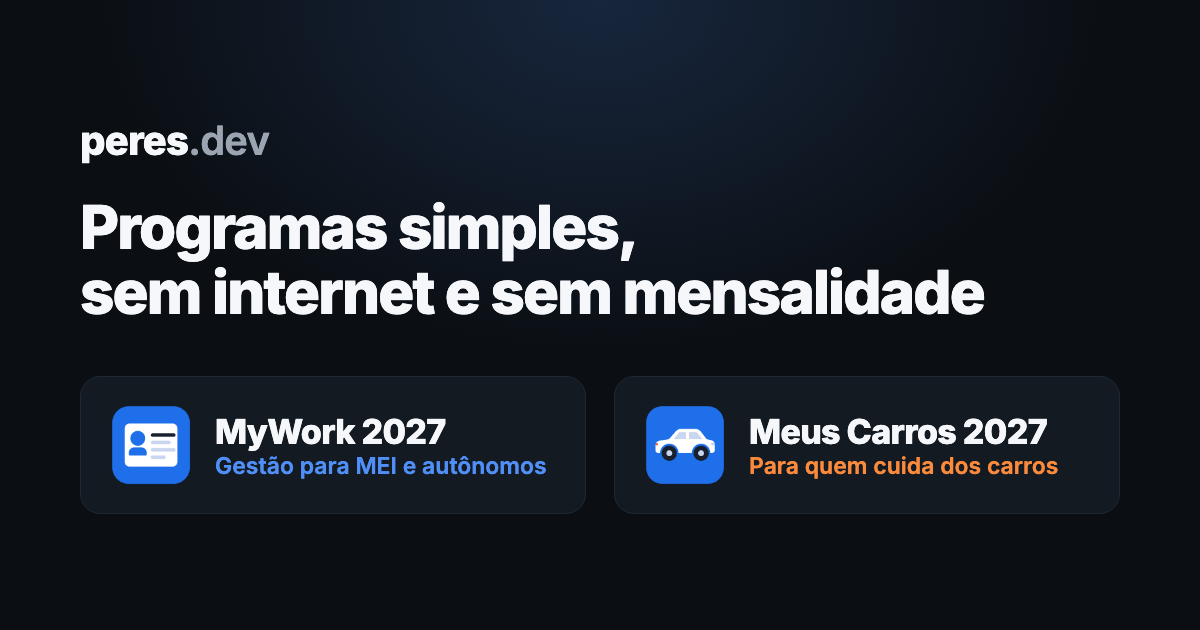 peres.dev
Programas simples,
sem internet e sem mensalidade
MyWork 2027
Gestão para MEI e autônomos
Meus Carros 2027
Para quem cuida dos carros